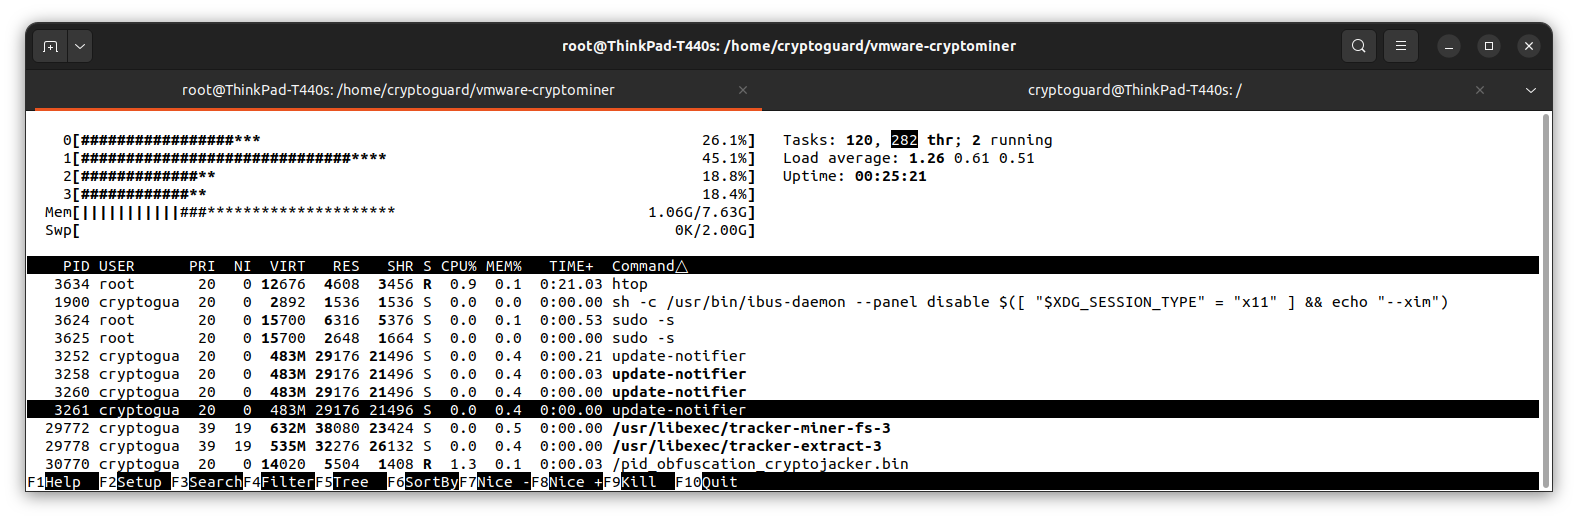 root@ThinkPad-T440s: /home/cryptoguard/vmware-cryptominer
root@ThinkPad-T440s: /home/cryptoguard/vmware-cryptominer × cryptoguard@ThinkPad-T440s: / ×
0[#################*** 26.1%] Tasks: 120, 282 thr; 2 running
1[##############################**** 45.1%] Load average: 1.26 0.61 0.51
2[#############** 18.8%] Uptime: 00:25:21
3[############** 18.4%]
Mem[|||||||||||###********************* 1.06G/7.63G]
Swp[ 0K/2.00G]
PID USER PRI NI VIRT RES SHR S CPU% MEM% TIME+ Command△
3634 root 20 0 12676 4608 3456 R 0.9 0.1 0:21.03 htop
1900 cryptogua 20 0 2892 1536 1536 S 0.0 0.0 0:00.00 sh -c /usr/bin/ibus-daemon --panel disable $([ "$XDG_SESSION_TYPE" = "x11" ] && echo "--xim")
3624 root 20 0 15700 6316 5376 S 0.0 0.1 0:00.53 sudo -s
3625 root 20 0 15700 2648 1664 S 0.0 0.0 0:00.00 sudo -s
3252 cryptogua 20 0 483M 29176 21496 S 0.0 0.4 0:00.21 update-notifier
3258 cryptogua 20 0 483M 29176 21496 S 0.0 0.4 0:00.03 update-notifier
3260 cryptogua 20 0 483M 29176 21496 S 0.0 0.4 0:00.00 update-notifier
3261 cryptogua 20 0 483M 29176 21496 S 0.0 0.4 0:00.00 update-notifier
29772 cryptogua 39 19 632M 38080 23424 S 0.0 0.5 0:00.00 /usr/libexec/tracker-miner-fs-3
29778 cryptogua 39 19 535M 32276 26132 S 0.0 0.4 0:00.00 /usr/libexec/tracker-extract-3
30770 cryptogua 20 0 14020 5504 1408 R 1.3 0.1 0:00.03 /pid_obfuscation_cryptojacker.bin
F1Help F2Setup F3SearchF4FilterF5Tree F6SortByF7Nice -F8Nice +F9Kill F10Quit